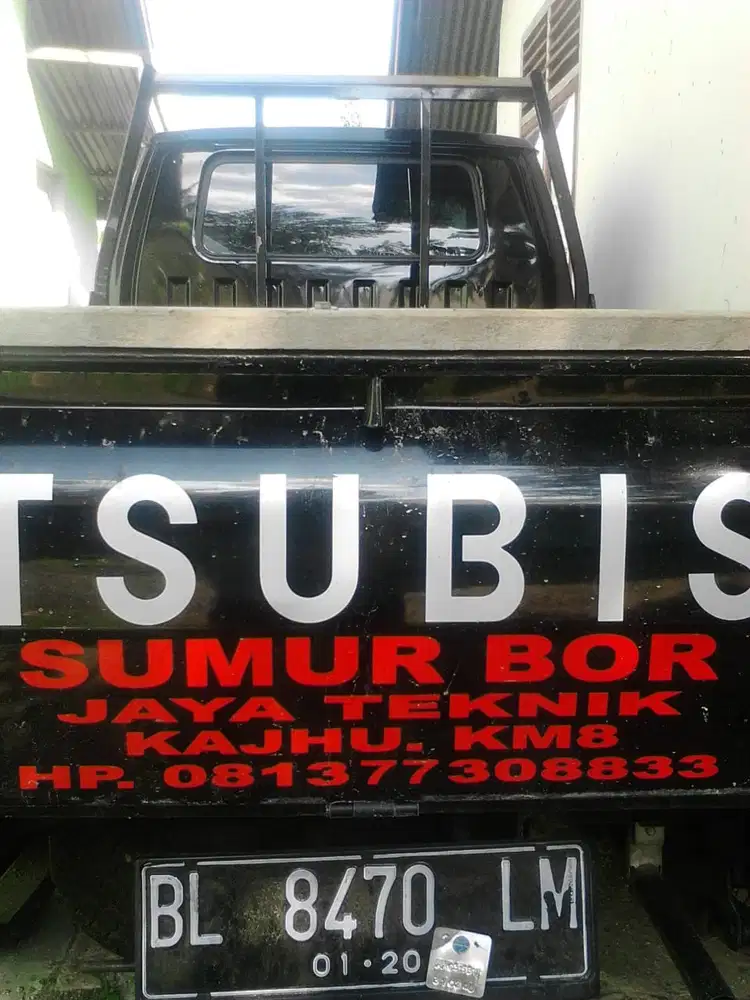 TSUBIS
SUMUR BOR
JAYA TEKNIK
KAJHU. KM8
HP. 081377308833
BL 8470 LM
01·20